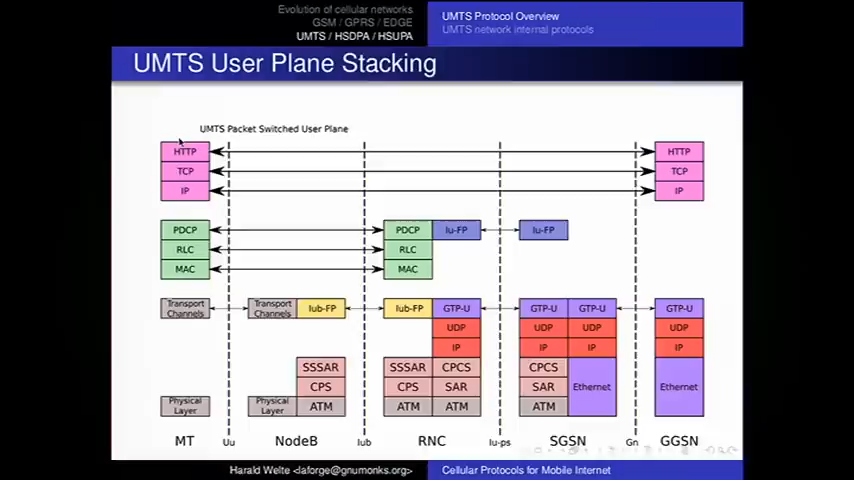 Evolution of cellular networks
GSM / GPRS / EDGE
UMTS / HSDPA / HSUPA
UMTS Protocol Overview
UMTS network internal protocols
UMTS User Plane Stacking
UMTS Packet Switched User Plane
HTTP HTTP
TCP TCP
IP IP
PDCP PDCP Iu-FP Iu-FP
RLC RLC
MAC MAC
Transport Channels Transport Channels Iub-FP Iub-FP GTP-U GTP-U GTP-U GTP-U
UDP UDP UDP UDP
IP IP IP IP
SSSAR SSSAR CPCS CPCS
CPS CPS SAR SAR Ethernet Ethernet
Physical Layer Physical Layer ATM ATM ATM ATM
MT Uu NodeB Iub RNC Iu-ps SGSN Gn GGSN
Harald Welte <laforge@gnumonks.org> Cellular Protocols for Mobile Internet